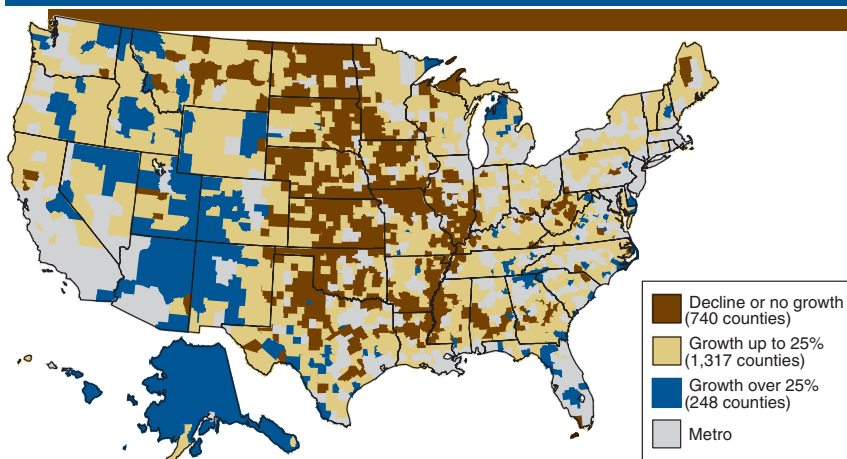 Decline or no growth
(740 counties)
Growth up to 25%
(1,317 counties)
Growth over 25%
(248 counties)
Metro